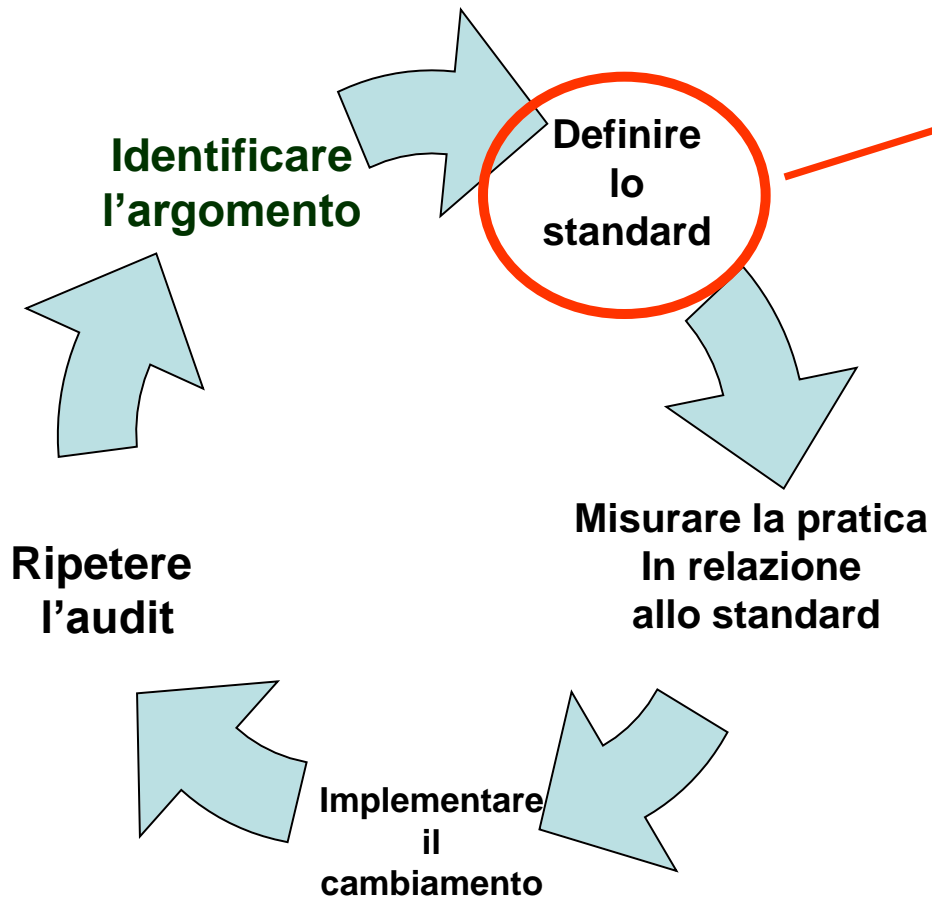 Identificare
l’argomento
Definire
lo
standard
Misurare la pratica
In relazione
allo standard
Implementare
il
cambiamento
Ripetere
l’audit